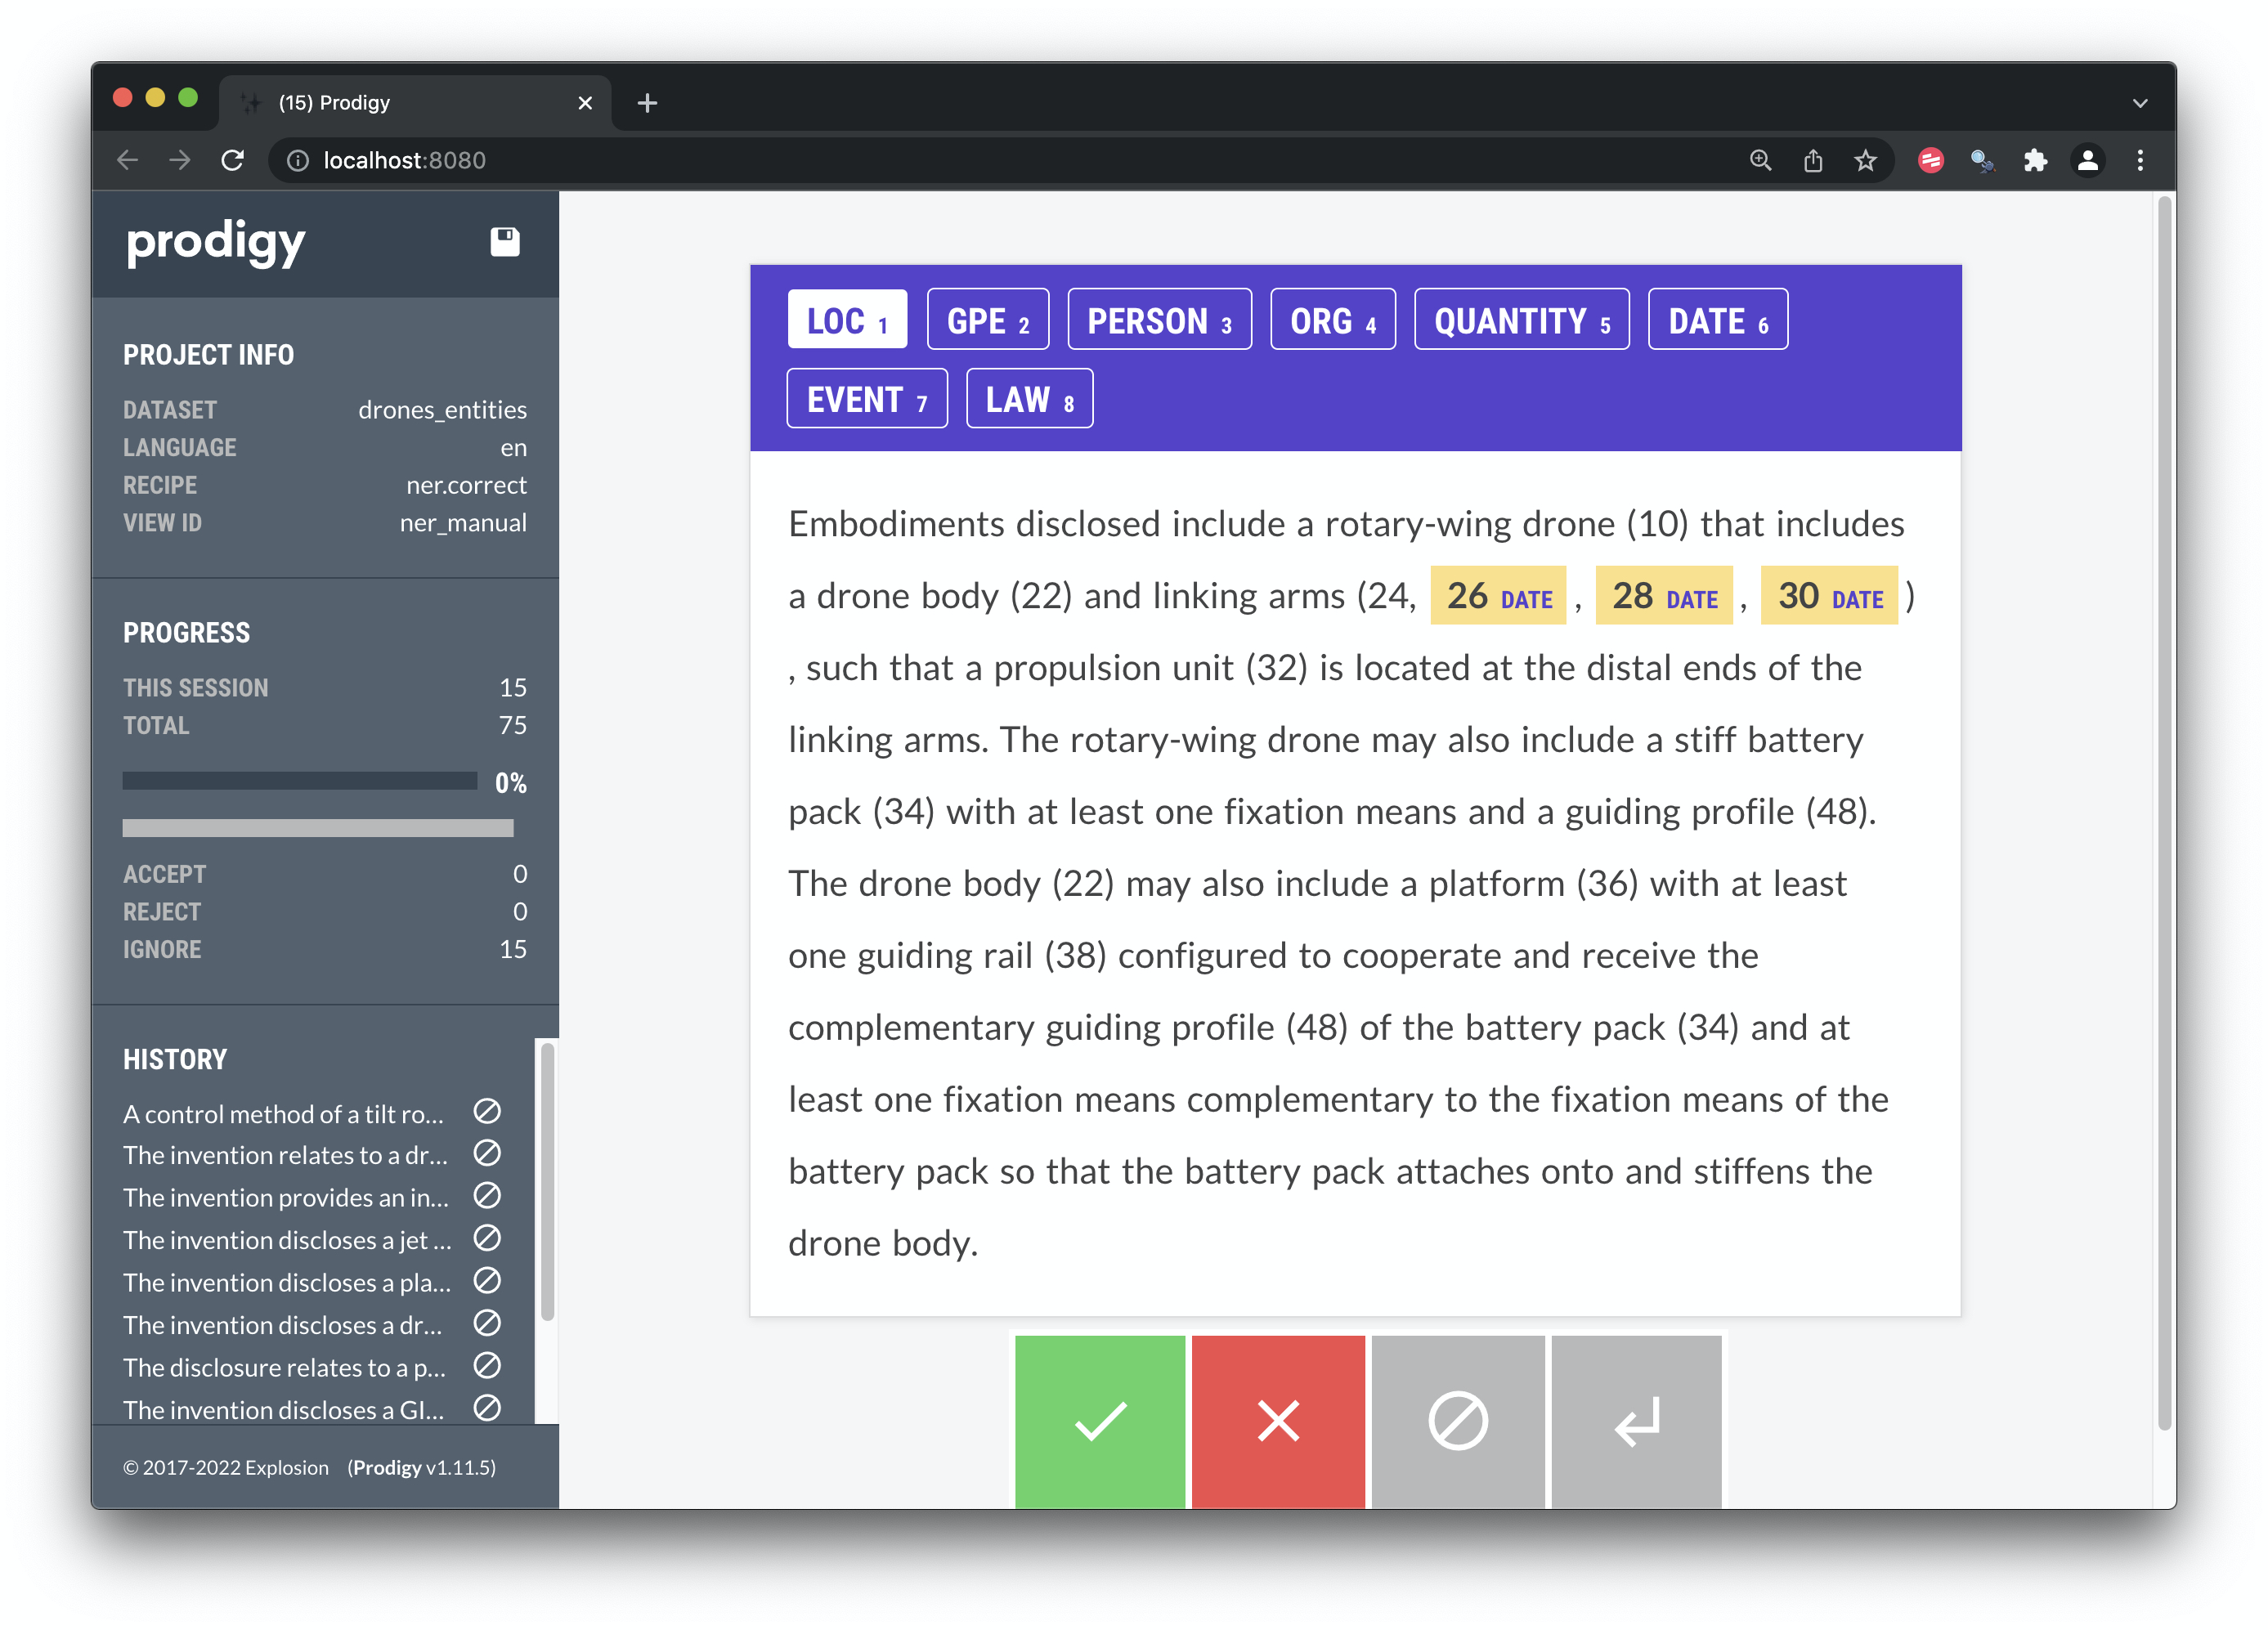 (15) Prodigy
localhost:8080
prodigy
PROJECT INFO
DATASET drones_entities
LANGUAGE en
RECIPE ner.correct
VIEW ID ner_manual
PROGRESS
THIS SESSION 15
TOTAL 75
0%
ACCEPT 0
REJECT 0
IGNORE 15
HISTORY
A control method of a tilt ro...
The invention relates to a dr...
The invention provides an in...
The invention discloses a jet ...
The invention discloses a pla...
The invention discloses a dr...
The disclosure relates to a p...
The invention discloses a GI...
© 2017-2022 Explosion (Prodigy v1.11.5)
LOC 1 GPE 2 PERSON 3 ORG 4 QUANTITY 5 DATE 6
EVENT 7 LAW 8
Embodiments disclosed include a rotary-wing drone (10) that includes
a drone body (22) and linking arms (24, 26 DATE , 28 DATE , 30 DATE )
, such that a propulsion unit (32) is located at the distal ends of the
linking arms. The rotary-wing drone may also include a stiff battery
pack (34) with at least one fixation means and a guiding profile (48).
The drone body (22) may also include a platform (36) with at least
one guiding rail (38) configured to cooperate and receive the
complementary guiding profile (48) of the battery pack (34) and at
least one fixation means complementary to the fixation means of the
battery pack so that the battery pack attaches onto and stiffens the
drone body.